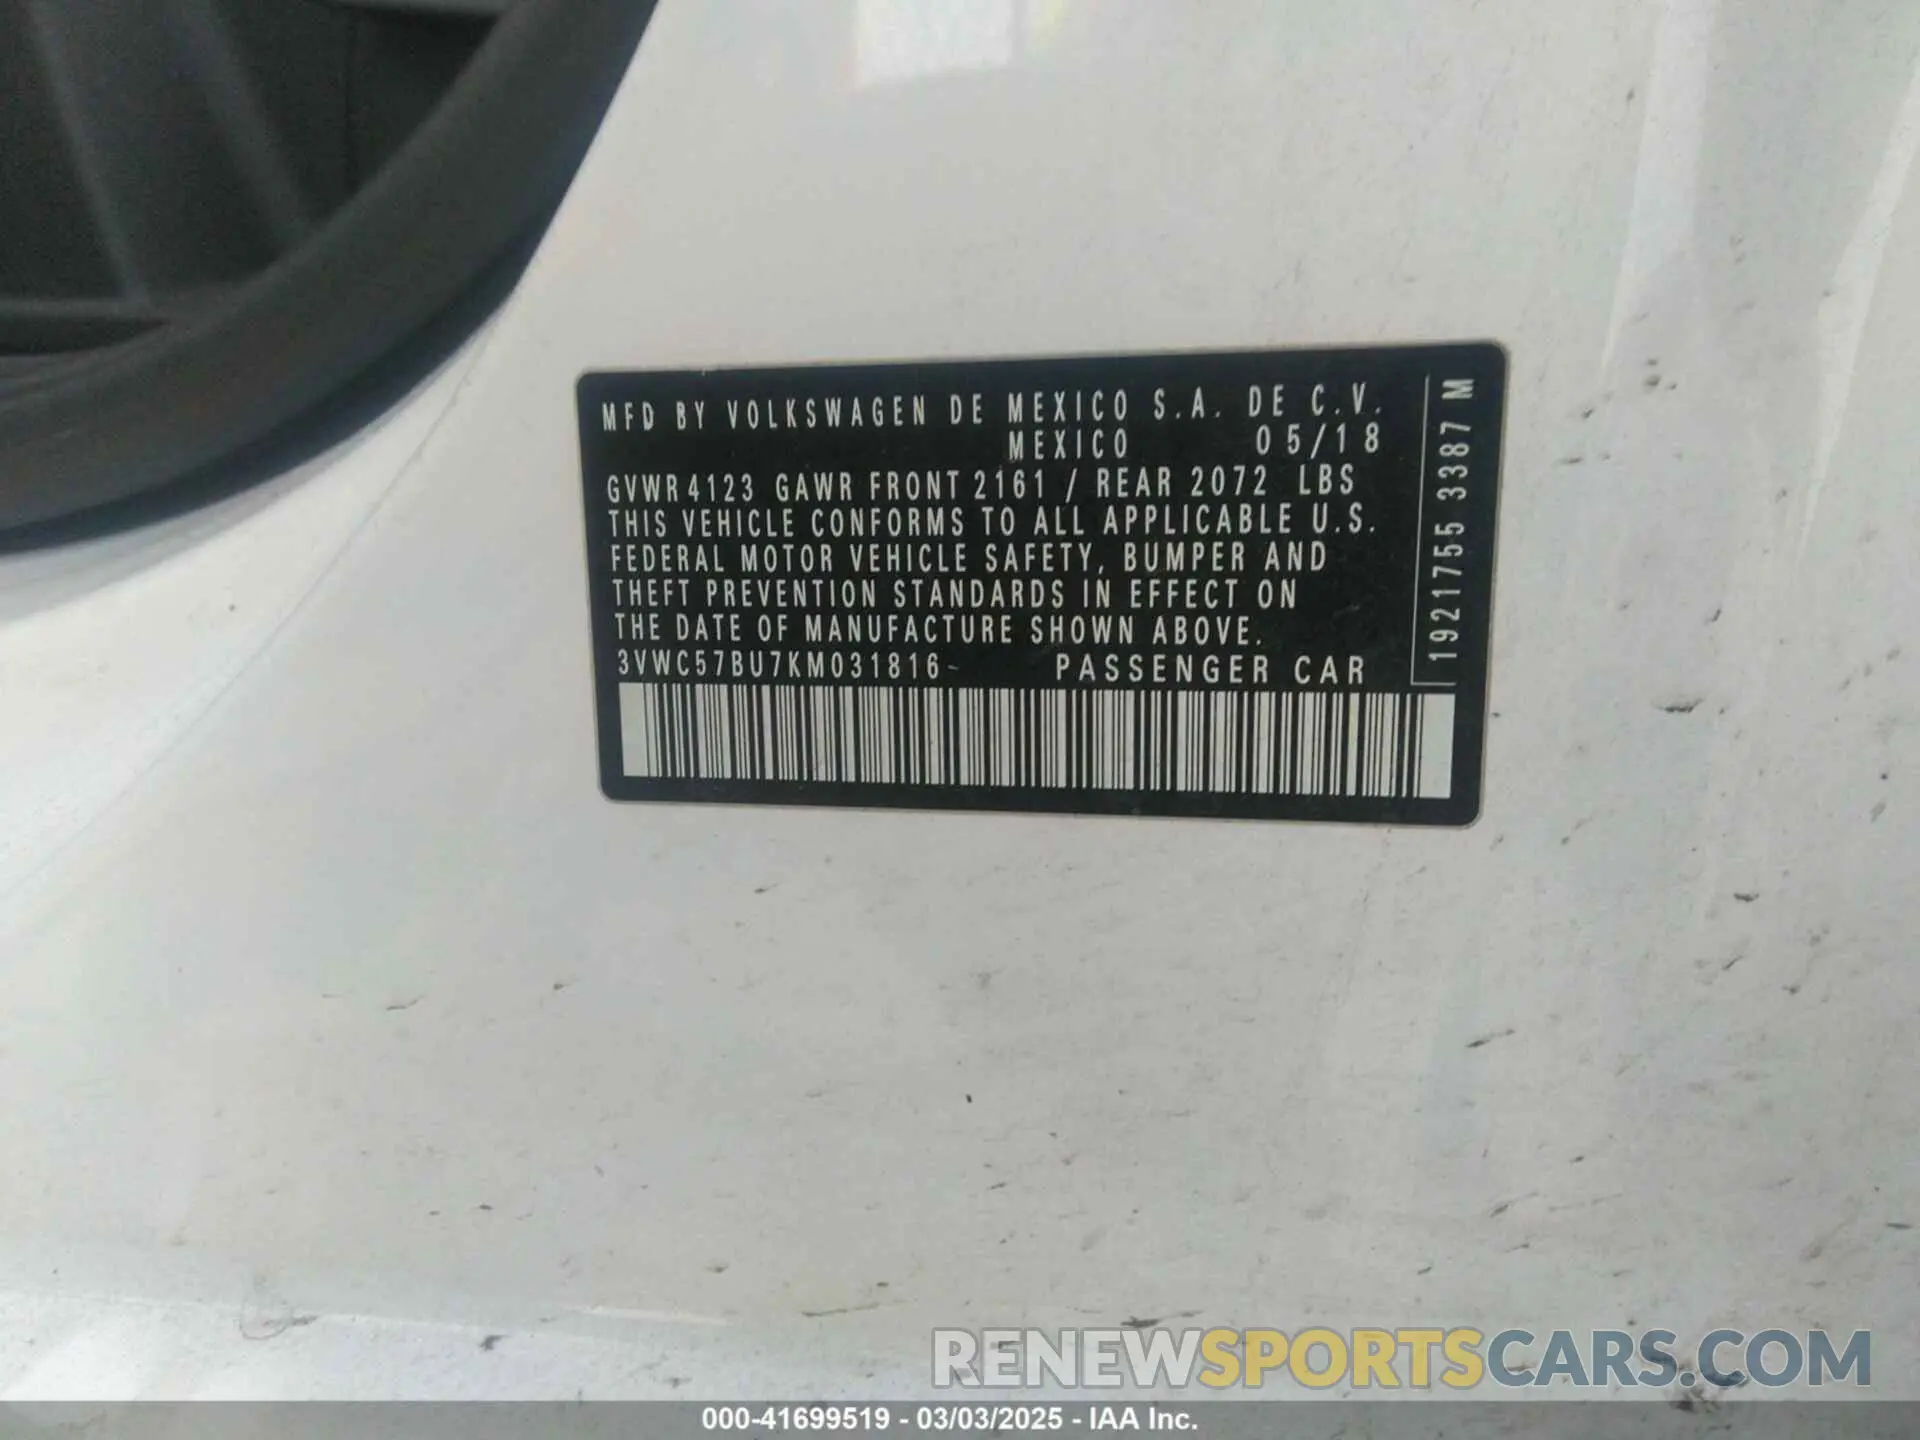 MFD BY VOLKSWAGEN DE MEXICO S.A. DE C.V.
MEXICO 05/18
GVWR 4123 GAWR FRONT 2161 / REAR 2072 LBS
THIS VEHICLE CONFORMS TO ALL APPLICABLE U.S.
FEDERAL MOTOR VEHICLE SAFETY, BUMPER AND
THEFT PREVENTION STANDARDS IN EFFECT ON
THE DATE OF MANUFACTURE SHOWN ABOVE.
3VWC57BU7KM031816- PASSENGER CAR
1921755 3387 M
RENEWSPORTSCARS.COM
000-41699519 - 03/03/2025 - IAA Inc.